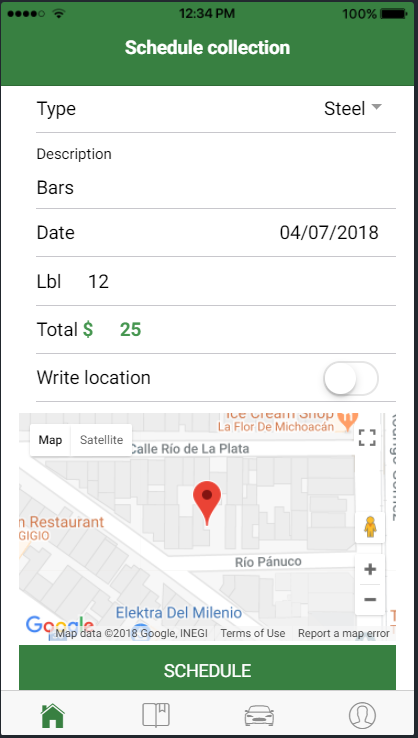 12:34 PM
100%
Schedule collection
Type Steel
Description
Bars
Date 04/07/2018
Lbl 12
Total $ 25
Write location
Ice Cream Shop
La Flor De Michoacán
Map Satellite
Calle Río de La Plata
n Restaurant
GIGIO
Río Pánuco
Elektra Del Milenio
Google
Map data ©2018 Google, INEGI Terms of Use Report a map error
SCHEDULE